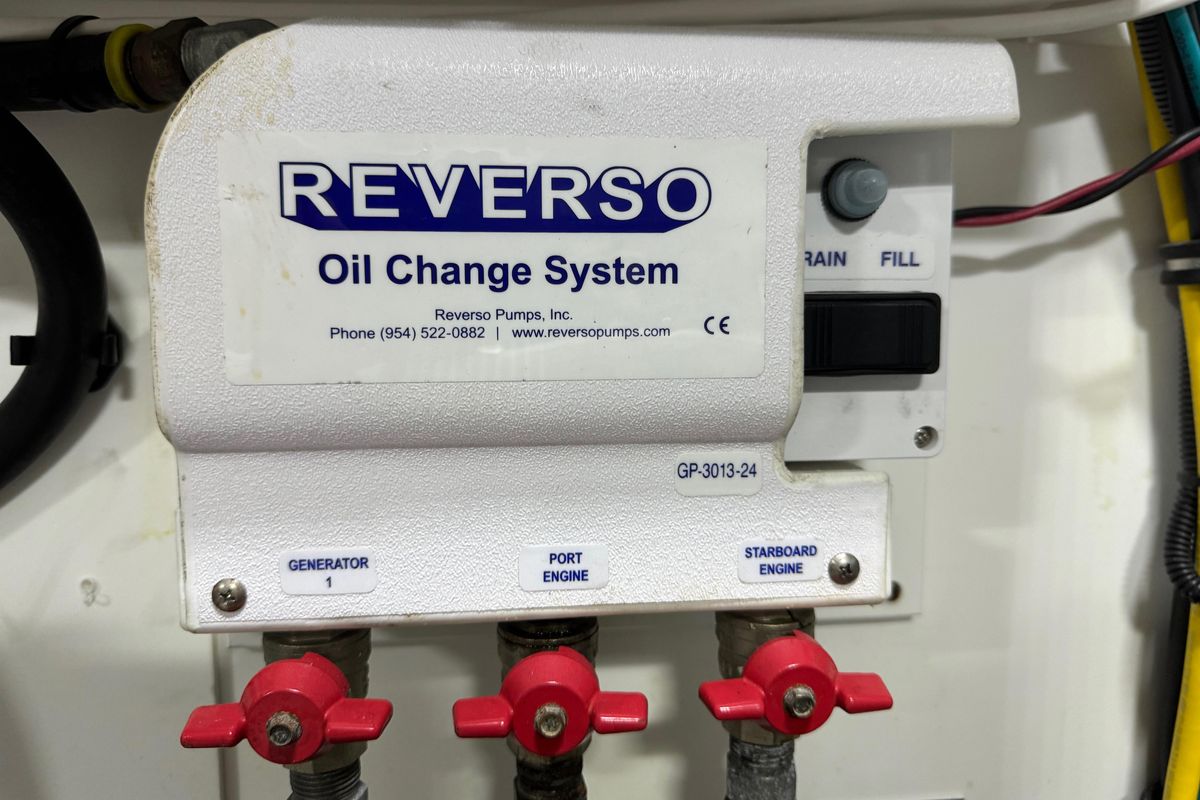 REVERSO
Oil Change System
Reverso Pumps, Inc.
Phone (954) 522-0882 | www.reversopumps.com
CE
RAIN FILL
GP-3013-24
GENERATOR
1
PORT
ENGINE
STARBOARD
ENGINE